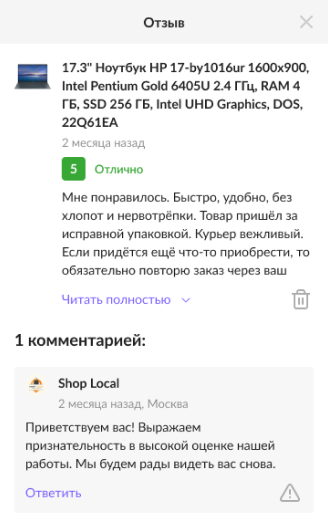 Отзыв
17.3" Ноутбук HP 17-by1016ur 1600x900,
Intel Pentium Gold 6405U 2.4 ГГц, RAM 4
ГБ, SSD 256 ГБ, Intel UHD Graphics, DOS,
22Q61EA
2 месяца назад
5 Отлично
Мне понравилось. Быстро, удобно, без
хлопот и нервотрёпки. Товар пришёл за
исправной упаковкой. Курьер вежливый.
Если придётся ещё что-то приобрести, то
обязательно повторю заказ через ваш
Читать полностью
1 комментарией:
Shop Local
2 месяца назад, Москва
Приветствуем вас! Выражаем
признательность в высокой оценке нашей
работы. Мы будем рады видеть вас снова.
Ответить